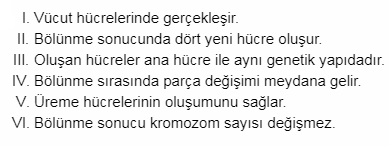 I. Vücut hücrelerinde gerçekleşir.
II. Bölünme sonucunda dört yeni hücre oluşur.
III. Oluşan hücreler ana hücre ile aynı genetik yapıdadır.
IV. Bölünme sırasında parça değişimi meydana gelir.
V. Üreme hücrelerinin oluşumunu sağlar.
VI. Bölünme sonucu kromozom sayısı değişmez.